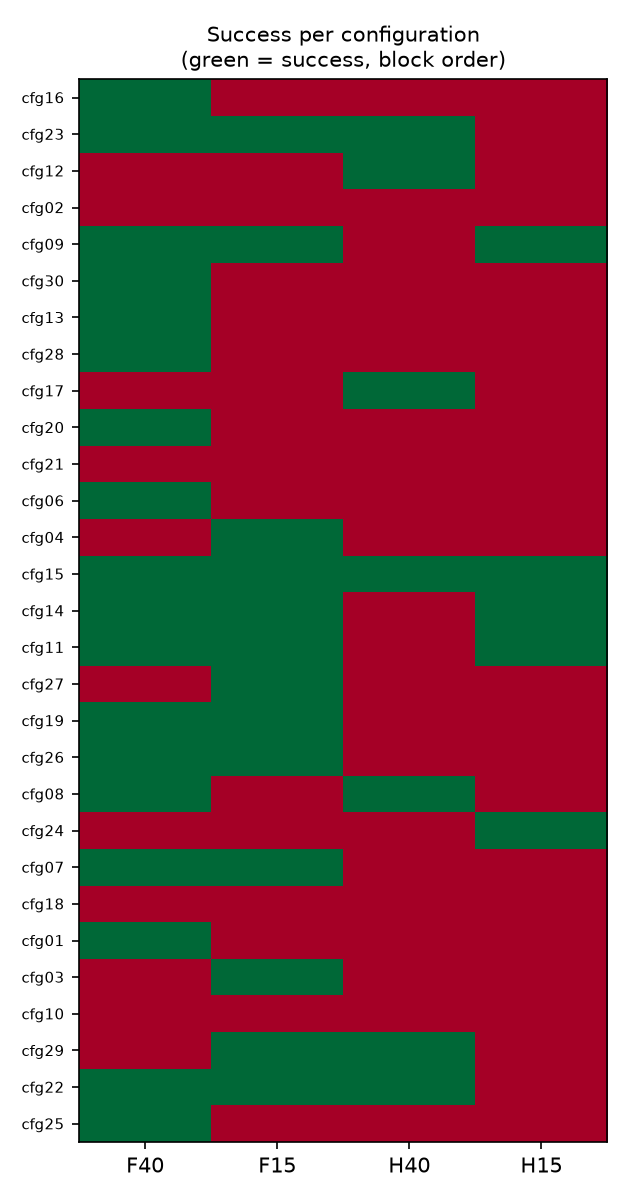 Success per configuration
(green = success, block order)
cfg16
cfg23
cfg12
cfg02
cfg09
cfg30
cfg13
cfg28
cfg17
cfg20
cfg21
cfg06
cfg04
cfg15
cfg14
cfg11
cfg27
cfg19
cfg26
cfg08
cfg24
cfg07
cfg18
cfg01
cfg03
cfg10
cfg29
cfg22
cfg25
F40 F15 H40 H15